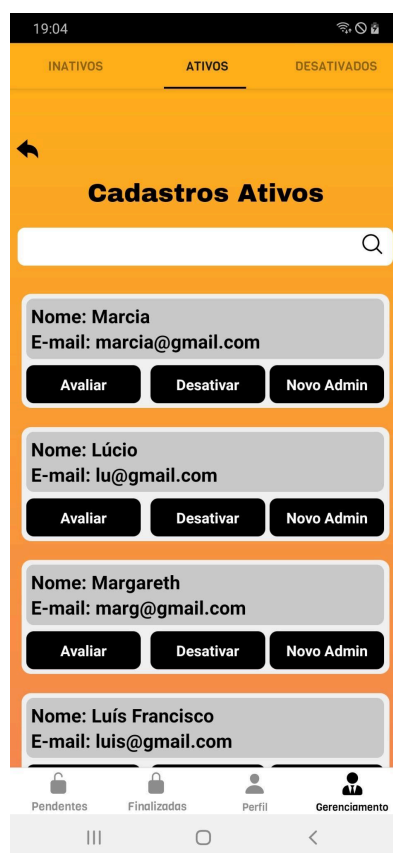 19:04
INATIVOS ATIVOS DESATIVADOS
Cadastros Ativos
Nome: Marcia
E-mail: marcia@gmail.com
Avaliar Desativar Novo Admin
Nome: Lúcio
E-mail: lu@gmail.com
Avaliar Desativar Novo Admin
Nome: Margareth
E-mail: marg@gmail.com
Avaliar Desativar Novo Admin
Nome: Luís Francisco
E-mail: luis@gmail.com
Pendentes Finalizadas Perfil Gerenciamento